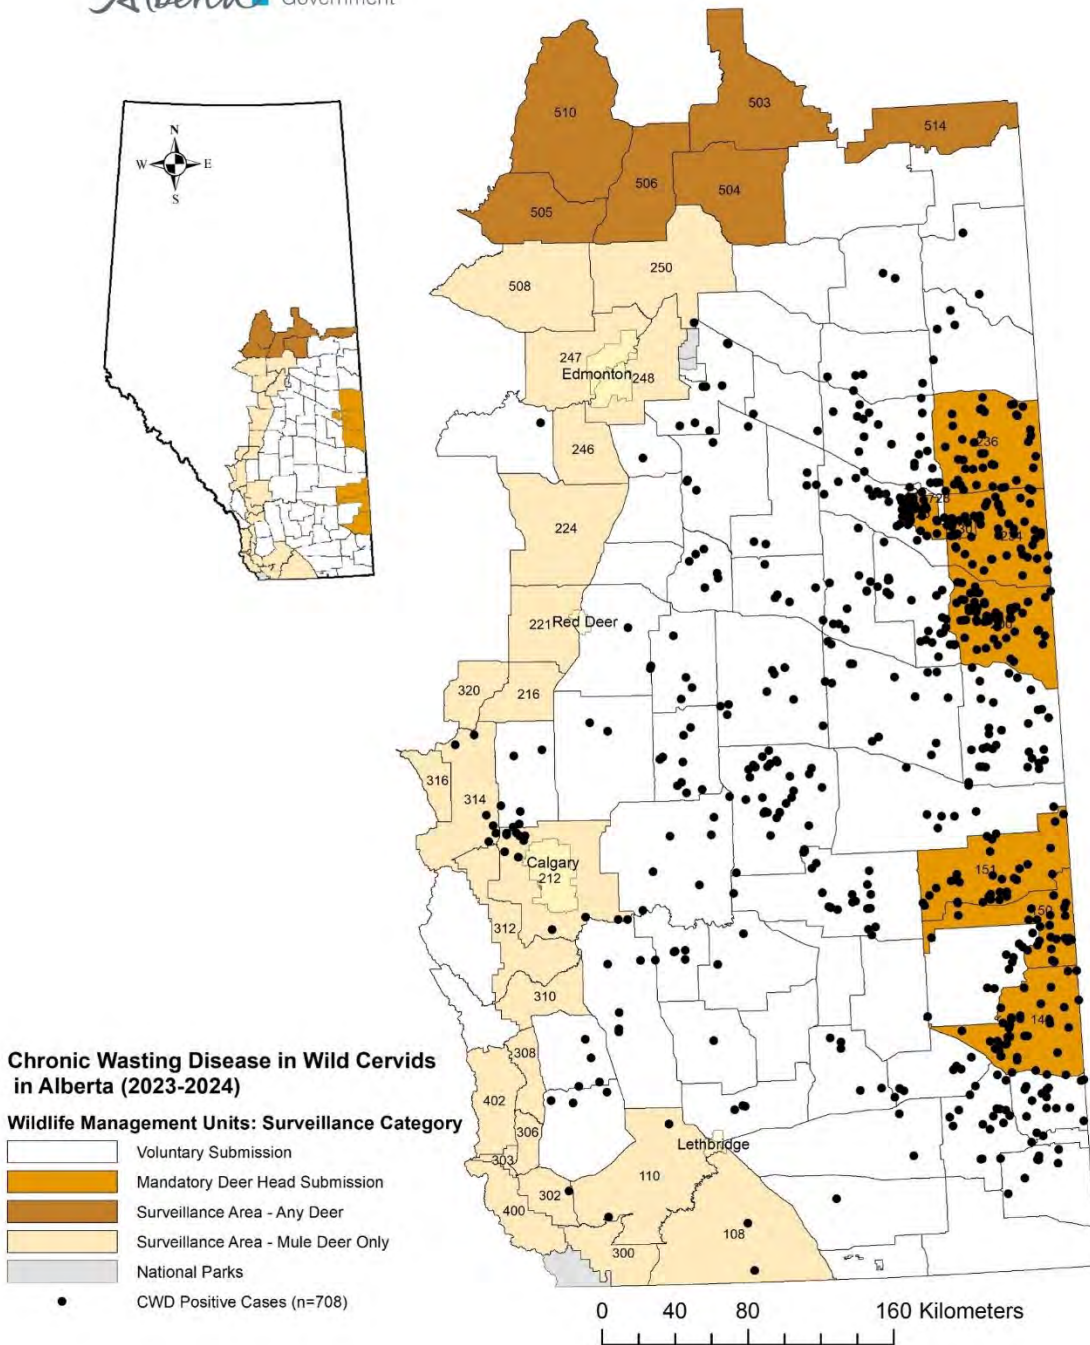 Alberta Government
N
W E
S
510
503
514
506
504
505
250
508
247
Edmonton 248
236
246
728
224
234
221 Red Deer
320
216
316
314
151
Calgary
212
150
312
310
308
402
306
303
Lethbridge
110
302
400
108
300
Chronic Wasting Disease in Wild Cervids
in Alberta (2023-2024)
Wildlife Management Units: Surveillance Category
Voluntary Submission
Mandatory Deer Head Submission
Surveillance Area - Any Deer
Surveillance Area - Mule Deer Only
National Parks
CWD Positive Cases (n=708)
0 40 80 160 Kilometers